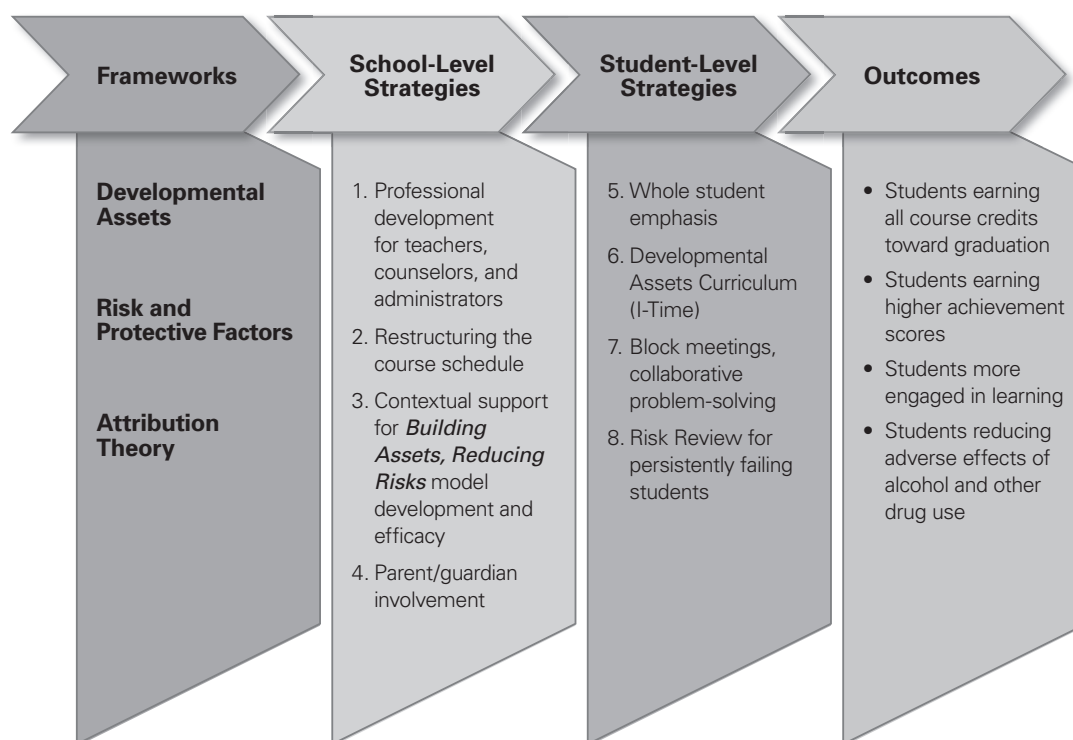 Frameworks
School-Level
Strategies
Student-Level
Strategies
Outcomes
Developmental
Assets
Risk and
Protective Factors
Attribution
Theory
1. Professional
development
for teachers,
counselors, and
administrators
2. Restructuring the
course schedule
3. Contextual support
for Building
Assets, Reducing
Risks model
development and
efficacy
4. Parent/guardian
involvement
5. Whole student
emphasis
6. Developmental
Assets Curriculum
(I-Time)
7. Block meetings,
collaborative
problem-solving
8. Risk Review for
persistently failing
students
• Students earning
all course credits
toward graduation
• Students earning
higher achievement
scores
• Students more
engaged in learning
• Students reducing
adverse effects of
alcohol and other
drug use